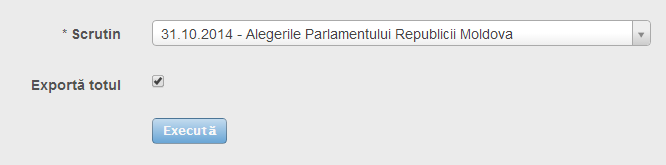 * Scrutin 31.10.2014 - Alegerile Parlamentului Republicii Moldova
Exportă totul
Execută